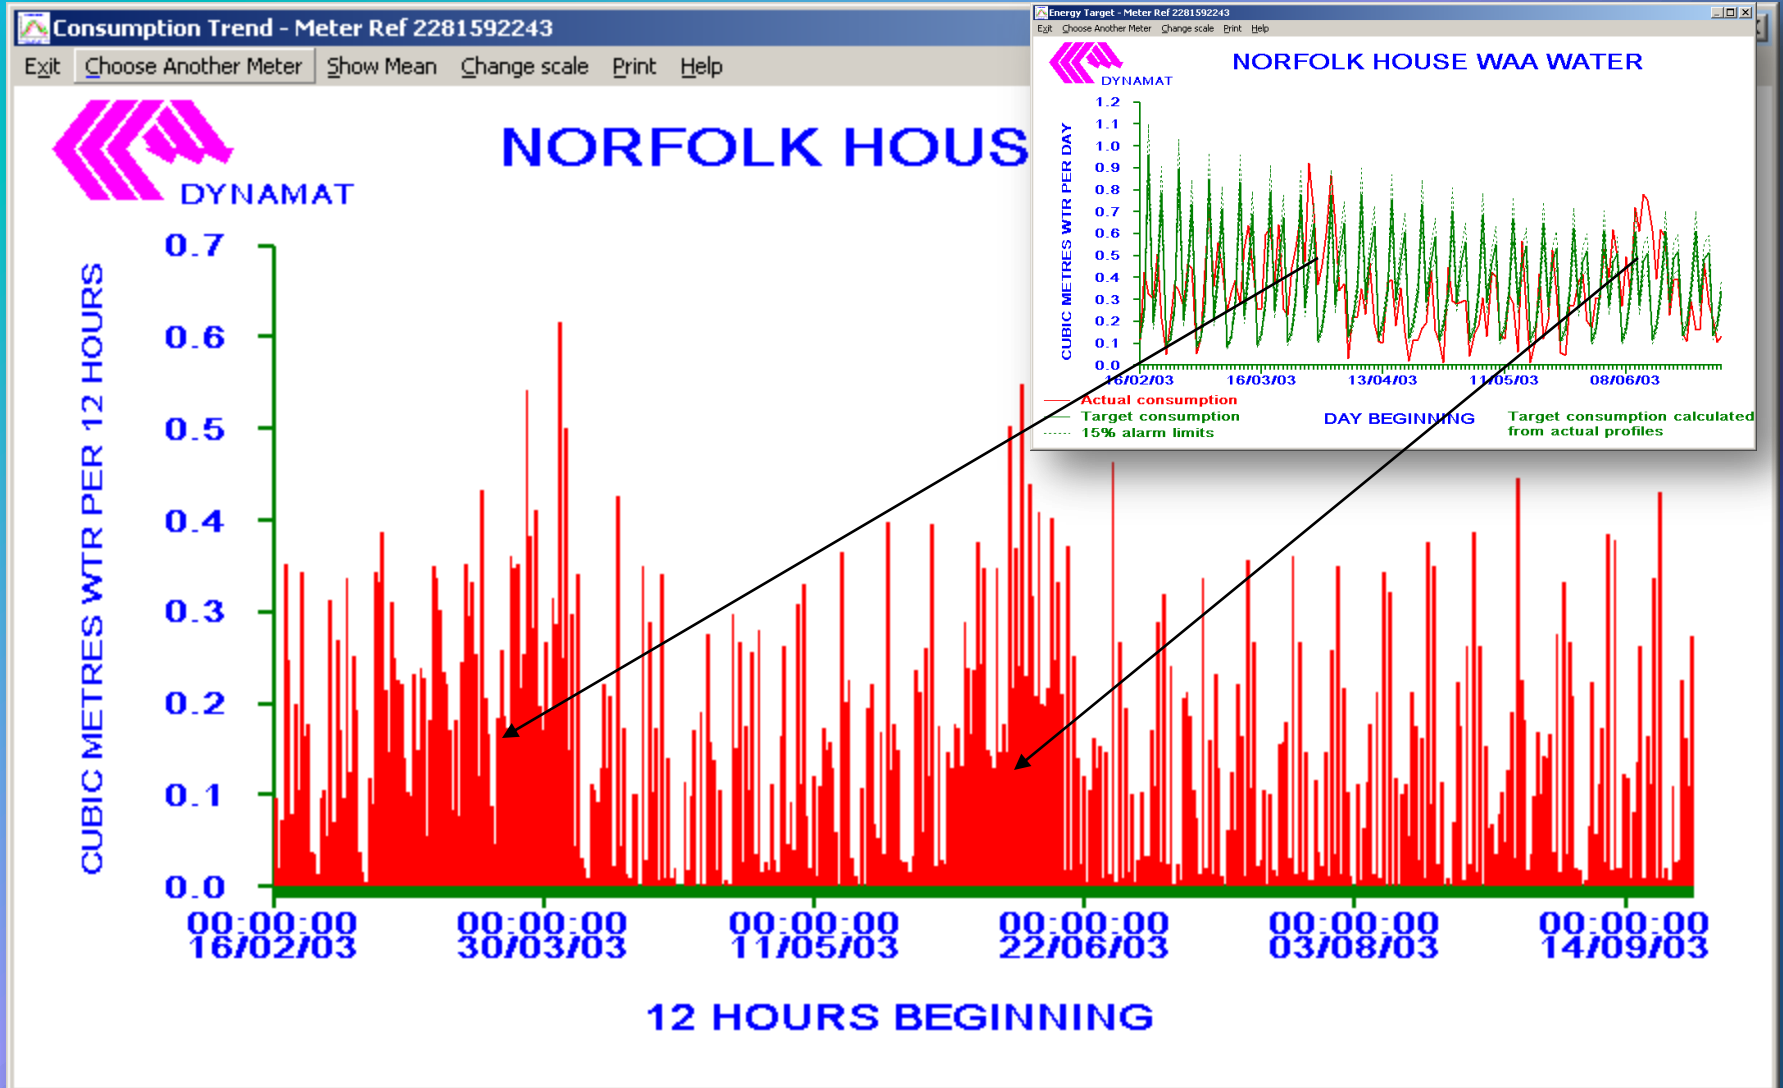 Consumption Trend - Meter Ref 2281592243
Exit Choose Another Meter Show Mean Change scale Print Help
DYNAMAT
NORFOLK HOUS
CUBIC METRES WTR PER 12 HOURS
0.7
0.6
0.5
0.4
0.3
0.2
0.1
0.0
00:00:00 00:00:00 00:00:00 00:00:00 00:00:00 00:00:00
16/02/03 30/03/03 11/05/03 22/06/03 03/08/03 14/09/03
12 HOURS BEGINNING
Energy Target - Meter Ref 2281592243
Exit Choose Another Meter Change scale Print Help
DYNAMAT
NORFOLK HOUSE WAA WATER
CUBIC METRES WTR PER DAY
1.2
1.1
1.0
0.9
0.8
0.7
0.6
0.5
0.4
0.3
0.2
0.1
0.0
16/02/03 16/03/03 13/04/03 11/05/03 08/06/03
Actual consumption
Target consumption
15% alarm limits
DAY BEGINNING
Target consumption calculated
from actual profiles